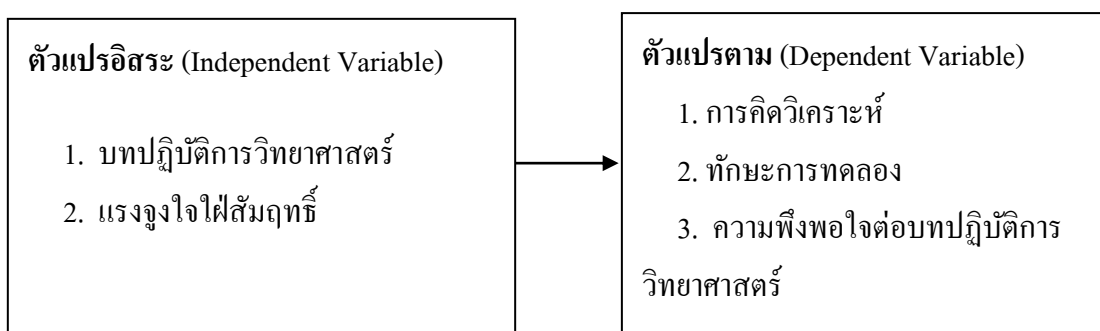 ตัวแปรอิสระ (Independent Variable)
1. บทปฏิบัติการวิทยาศาสตร์
2. แรงจูงใจใฝ่สัมฤทธิ์
ตัวแปรตาม (Dependent Variable)
1. การคิดวิเคราะห์
2. ทักษะการทดลอง
3. ความพึงพอใจต่อบทปฏิบัติการ
วิทยาศาสตร์